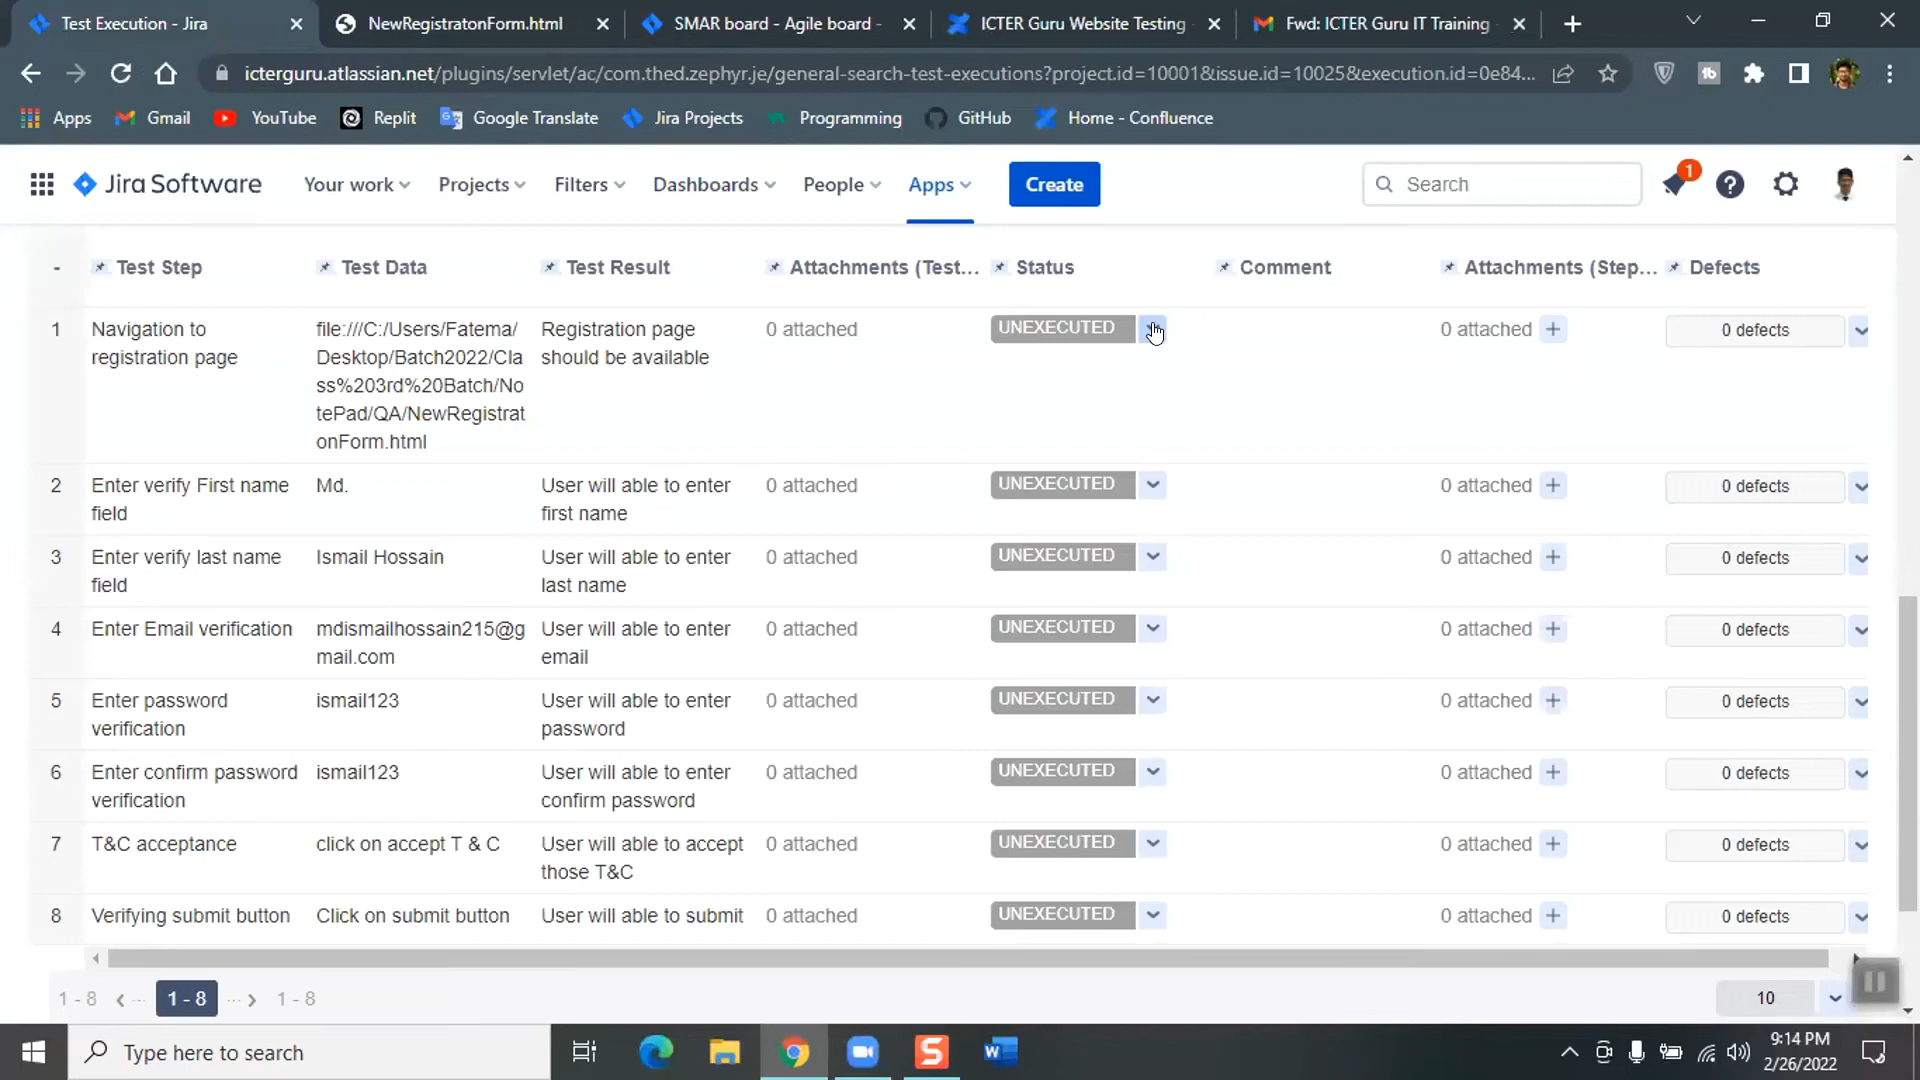 Test Execution - Jira
NewRegistratonForm.html
SMAR board - Agile board -
ICTER Guru Website Testing
Fwd: ICTER Guru IT Training
icterguru.atlassian.net/plugins/servlet/ac/com.thed.zephyr.je/general-search-test-executions?project.id=10001&issue.id=10025&execution.id=0e84...
Apps Gmail YouTube Replit Google Translate Jira Projects Programming GitHub Home - Confluence
Jira Software Your work Projects Filters Dashboards People Apps Create Search 1
- Test Step Test Data Test Result Attachments (Test... Status Comment Attachments (Step... Defects
1 Navigation to file:///C:/Users/Fatema/ Registration page 0 attached UNEXECUTED 0 attached + 0 defects
registration page Desktop/Batch2022/Cla should be available
ss%203rd%20Batch/No
tePad/QA/NewRegistrat
onForm.html
2 Enter verify First name Md. User will able to enter 0 attached UNEXECUTED 0 attached + 0 defects
field first name
3 Enter verify last name Ismail Hossain User will able to enter 0 attached UNEXECUTED 0 attached + 0 defects
field last name
4 Enter Email verification mdismailhossain215@g User will able to enter 0 attached UNEXECUTED 0 attached + 0 defects
mail.com email
5 Enter password ismail123 User will able to enter 0 attached UNEXECUTED 0 attached + 0 defects
verification password
6 Enter confirm password ismail123 User will able to enter 0 attached UNEXECUTED 0 attached + 0 defects
verification confirm password
7 T&C acceptance click on accept T & C User will able to accept 0 attached UNEXECUTED 0 attached + 0 defects
those T&C
8 Verifying submit button Click on submit button User will able to submit 0 attached UNEXECUTED 0 attached + 0 defects
1 - 8 ‹ ... 1 - 8 ... › 1 - 8 10
Type here to search
9:14 PM
2/26/2022